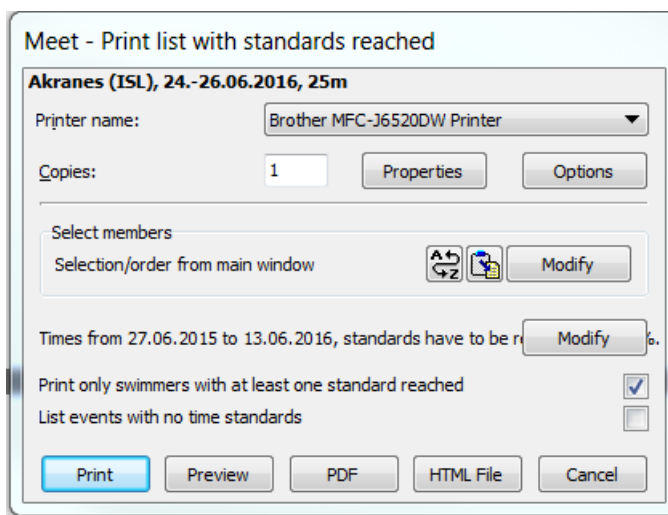 Meet - Print list with standards reached
Akranes (ISL), 24.-26.06.2016, 25m
Printer name: Brother MFC-J6520DW Printer
Copies: 1 Properties Options
Select members
Selection/order from main window A Z Modify
Times from 27.06.2015 to 13.06.2016, standards have to be Modify %.
Print only swimmers with at least one standard reached
List events with no time standards
Print Preview PDF HTML File Cancel